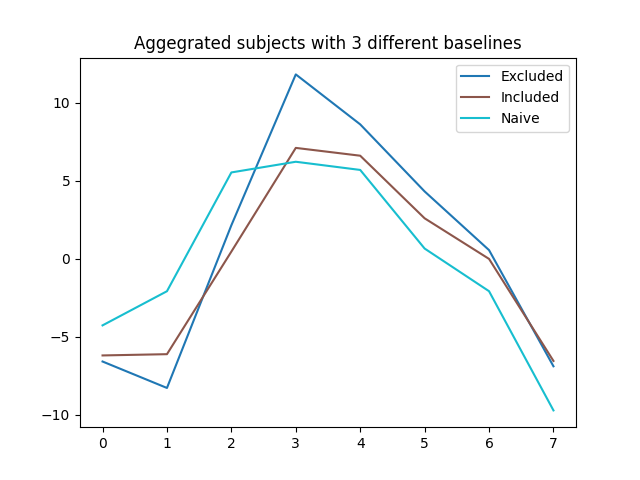 Aggegrated subjects with 3 different baselines
Excluded
Included
Naive
10
5
0
−5
−10
0 1 2 3 4 5 6 7